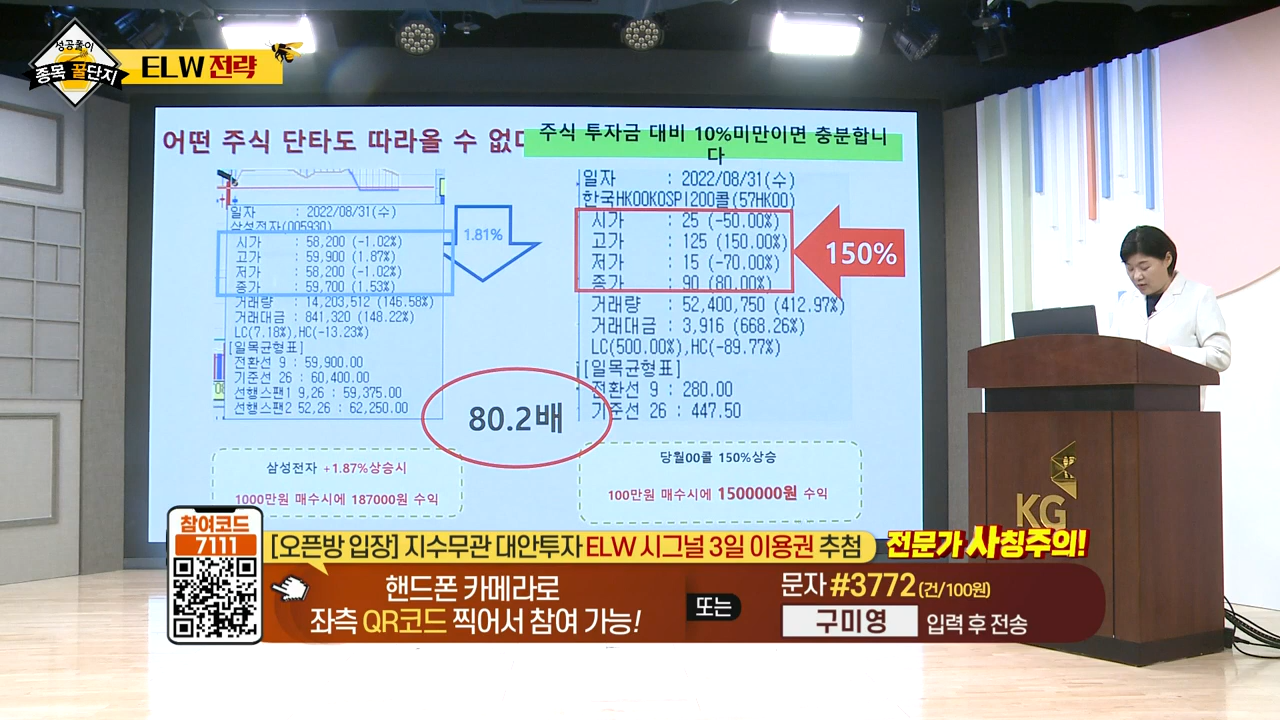 성공풀이
종목 꿀단지
ELW전략
어떤 주식 단타도 따라올 수 없다
주식 투자금 대비 10%미만이면 충분합니
다
일자 : 2022/08/31(수)
삼성전자(005930)
시가 : 58,200 (-1.02%)
고가 : 59,900 (1.87%)
저가 : 58,200 (-1.02%)
종가 : 59,700 (1.53%)
거래량 : 14,203,512 (146.58%)
거래대금 : 841,320 (148.22%)
LC(7.18%),HC(-13.23%)
[일목균형표]
전환선 9 : 59,900.00
기준선 26 : 60,400.00
선행스팬1 9,26 : 59,375.00
선행스팬2 52,26 : 62,250.00
1.81%
일자 : 2022/08/31(수)
한국HK00KOSPI200콜(57HK00)
시가 : 25 (-50.00%)
고가 : 125 (150.00%)
저가 : 15 (-70.00%)
종가 : 90 (80.00%)
거래량 : 52,400,750 (412.97%)
거래대금 : 3,916 (668.26%)
LC(500.00%),HC(-89.77%)
[일목균형표]
전환선 9 : 280.00
기준선 26 : 447.50
150%
80.2배
삼성전자 +1.87%상승시
1000만원 매수시에 187000원 수익
당월00콜 150%상승
100만원 매수시에 1500000원 수익
KG
참여코드
7111
[오픈방 입장] 지수무관 대안투자 ELW 시그널 3일 이용권 추첨
전문가 사칭주의!
핸드폰 카메라로
좌측 QR코드 찍어서 참여 가능!
또는
문자 #3772 (건/100원)
구미영 입력 후 전송